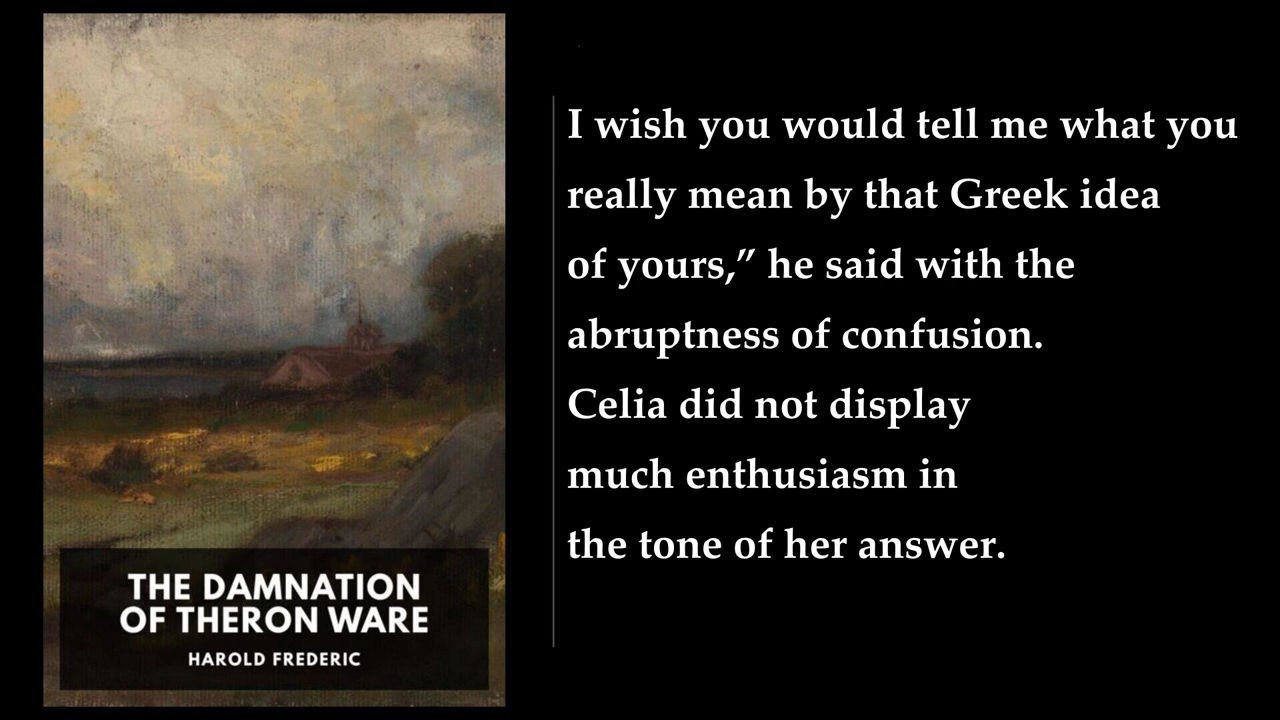 THE DAMNATION
OF THERON WARE
HAROLD FREDERIC
I wish you would tell me what you
really mean by that Greek idea
of yours,” he said with the
abruptness of confusion.
Celia did not display
much enthusiasm in
the tone of her answer.